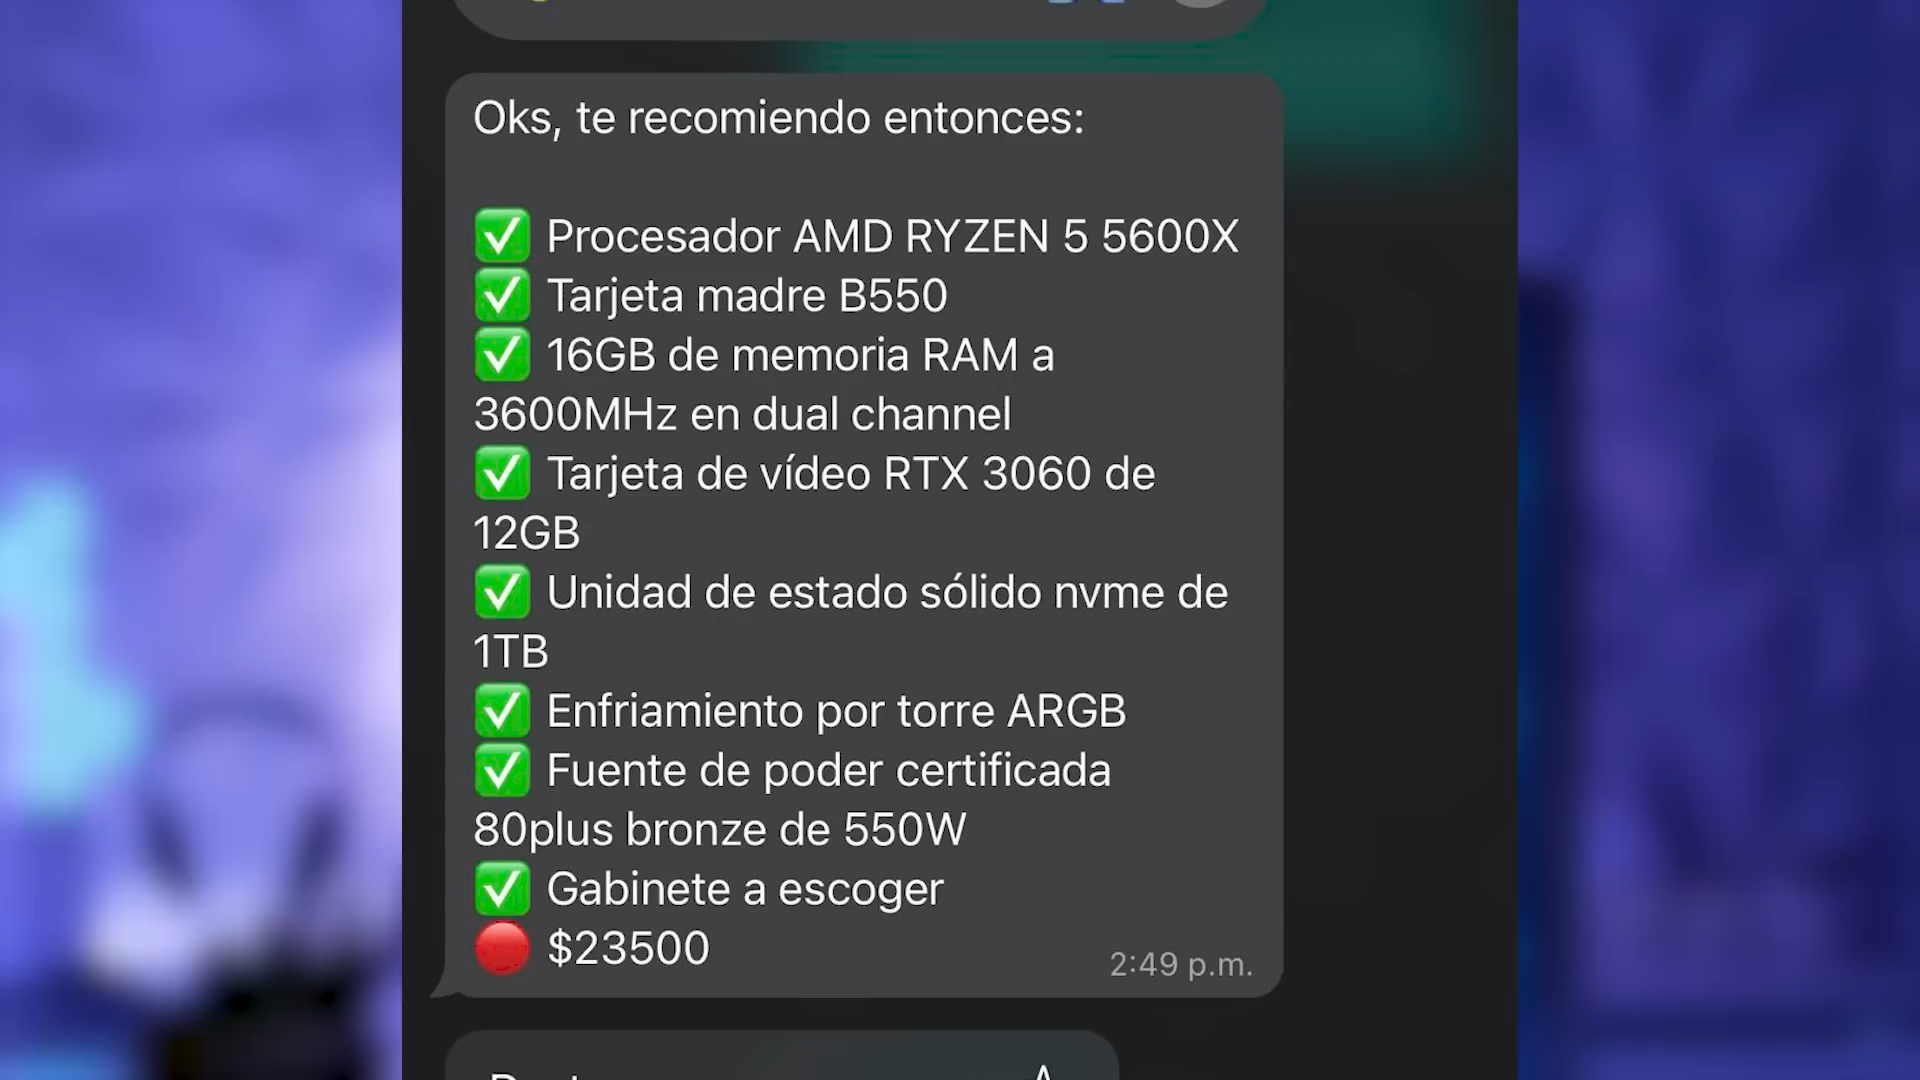 Oks, te recomiendo entonces:
✅ Procesador AMD RYZEN 5 5600X
✅ Tarjeta madre B550
✅ 16GB de memoria RAM a
3600MHz en dual channel
✅ Tarjeta de vídeo RTX 3060 de
12GB
✅ Unidad de estado sólido nvme de
1TB
✅ Enfriamiento por torre ARGB
✅ Fuente de poder certificada
80plus bronze de 550W
✅ Gabinete a escoger
🔴 $23500
2:49 p.m.